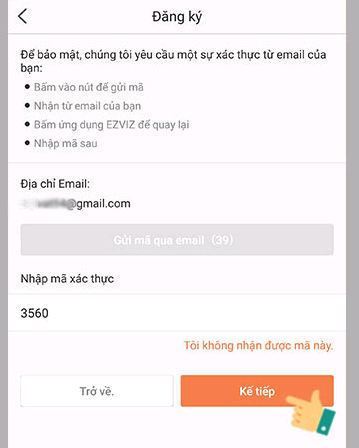 Đăng ký
Để bảo mật, chúng tôi yêu cầu một sự xác thực từ email của
bạn:
Bấm vào nút để gửi mã
Nhận từ email của bạn
Bấm ứng dụng EZVIZ để quay lại
Nhập mã sau
Địa chỉ Email:
@gmail.com
Gửi mã qua email (39)
Nhập mã xác thực
3560
Tôi không nhận được mã này.
Trở về.
Kế tiếp